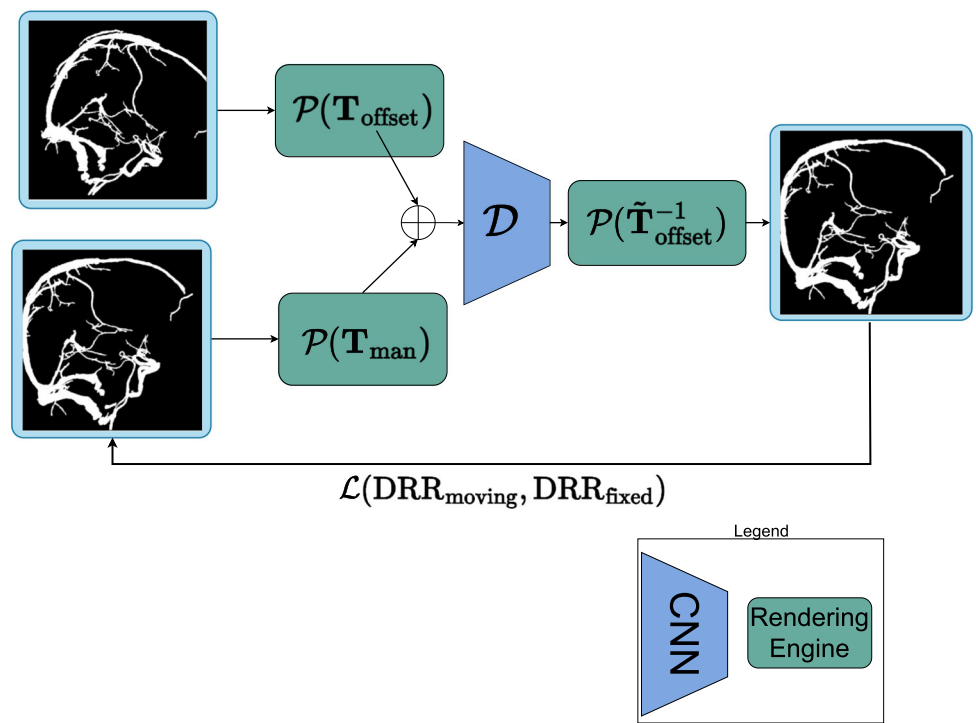 𝒫(T_offset)
𝒫(T_man)
𝒟
𝒫(T̃⁻¹_offset)
ℒ(DRR_moving, DRR_fixed)
Legend
CNN
Rendering
Engine